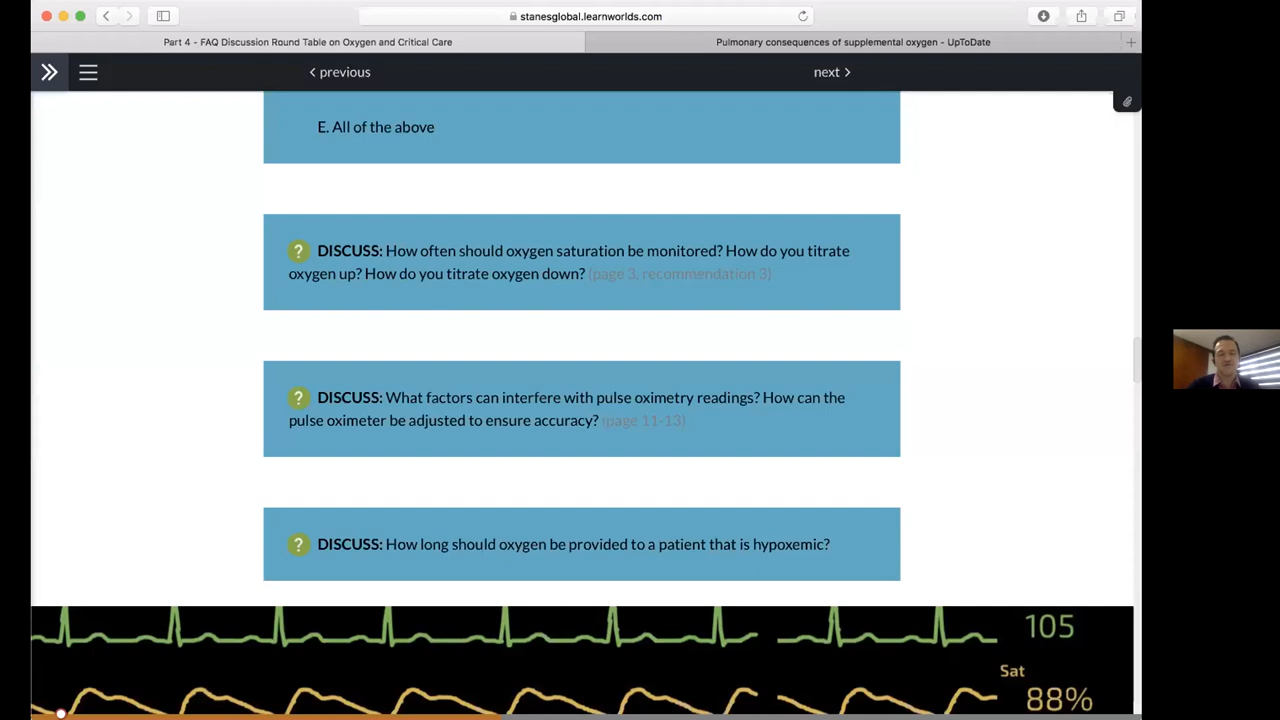 stanesglobal.learnworlds.com
Part 4 - FAQ Discussion Round Table on Oxygen and Critical Care
Pulmonary consequences of supplemental oxygen - UpToDate
previous
next
E. All of the above
? DISCUSS: How often should oxygen saturation be monitored? How do you titrate
oxygen up? How do you titrate oxygen down? (page 3, recommendation 3)
? DISCUSS: What factors can interfere with pulse oximetry readings? How can the
pulse oximeter be adjusted to ensure accuracy? (page 11-13)
? DISCUSS: How long should oxygen be provided to a patient that is hypoxemic?
105
Sat
88%